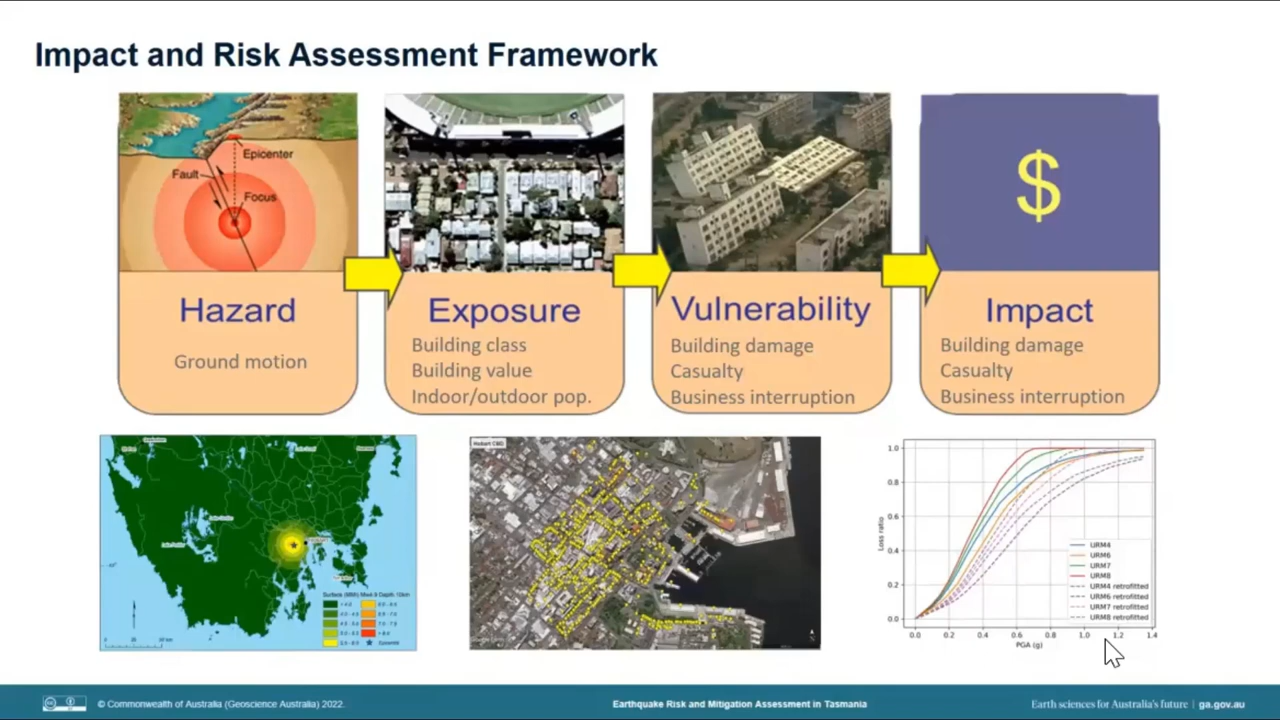 Impact and Risk Assessment Framework
Epicenter
Fault
Focus
$
Hazard
Ground motion
Exposure
Building class
Building value
Indoor/outdoor pop.
Vulnerability
Building damage
Casualty
Business interruption
Impact
Building damage
Casualty
Business interruption
Hobart CBD
Loss ratio
1.0
0.8
0.6
0.4
0.2
0.0
URM4
URM6
URM7
URM8
URM4 retrofitted
URM6 retrofitted
URM7 retrofitted
URM8 retrofitted
0.0 0.2 0.4 0.6 0.8 1.0 1.2 1.4
PGA (g)
© Commonwealth of Australia (Geoscience Australia) 2022.
Earthquake Risk and Mitigation Assessment in Tasmania
Earth sciences for Australia's future | ga.gov.au